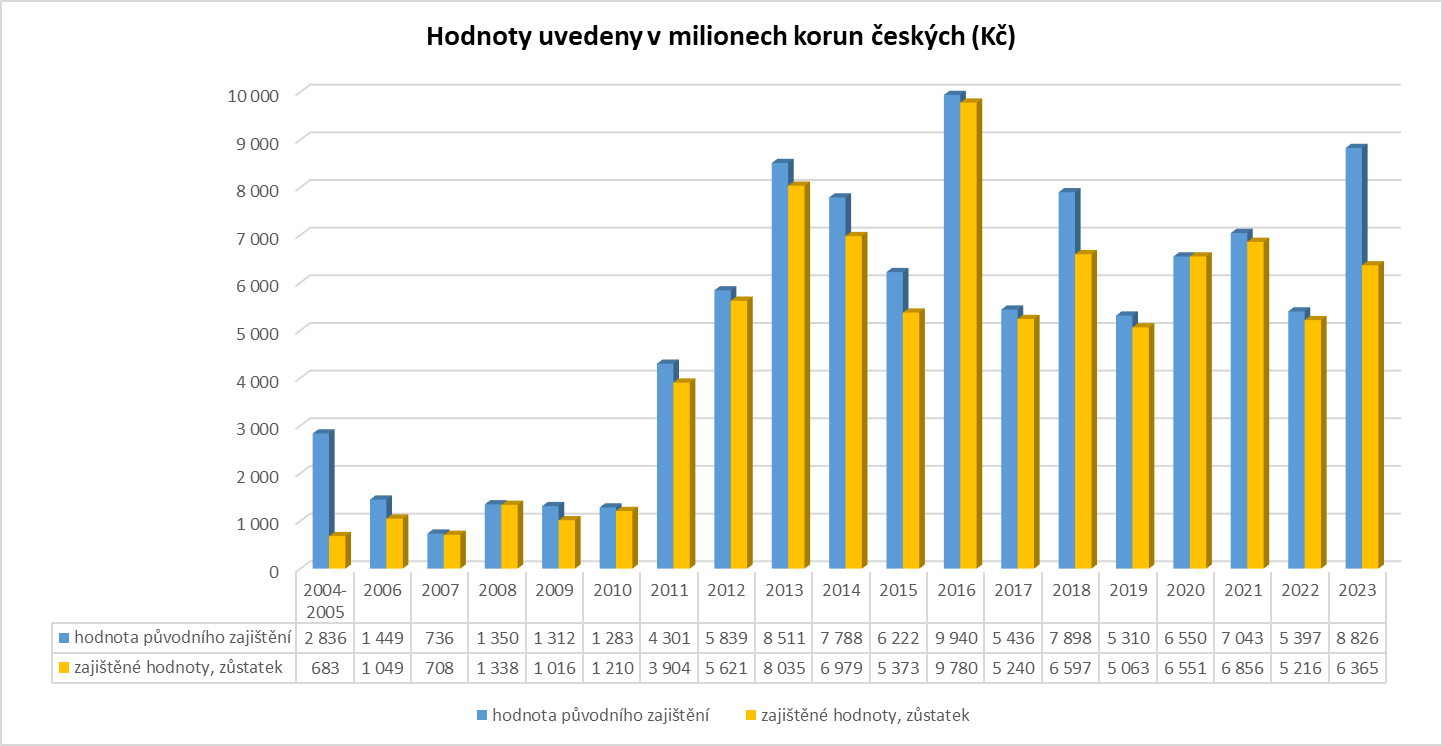 Hodnoty uvedeny v milionech korun českých (Kč)
10 000
9 000
8 000
7 000
6 000
5 000
4 000
3 000
2 000
1 000
0
2004-2005 2006 2007 2008 2009 2010 2011 2012 2013 2014 2015 2016 2017 2018 2019 2020 2021 2022 2023
hodnota původního zajištění 2 836 1 449 736 1 350 1 312 1 283 4 301 5 839 8 511 7 788 6 222 9 940 5 436 7 898 5 310 6 550 7 043 5 397 8 826
zajištěné hodnoty, zůstatek 683 1 049 708 1 338 1 016 1 210 3 904 5 621 8 035 6 979 5 373 9 780 5 240 6 597 5 063 6 551 6 856 5 216 6 365
hodnota původního zajištění zajištěné hodnoty, zůstatek